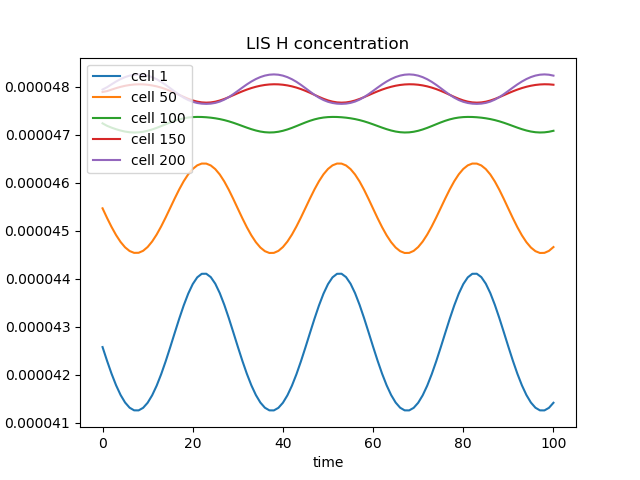 LIS H concentration
cell 1
cell 50
cell 100
cell 150
cell 200
0.000048
0.000047
0.000046
0.000045
0.000044
0.000043
0.000042
0.000041
0 20 40 60 80 100
time